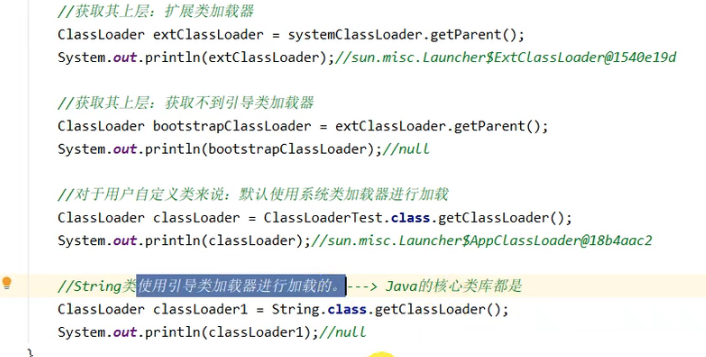 //获取其上层：扩展类加载器
ClassLoader extClassLoader = systemClassLoader.getParent();
System.out.println(extClassLoader);//sun.misc.Launcher$ExtClassLoader@1540e19d
//获取其上层：获取不到引导类加载器
ClassLoader bootstrapClassLoader = extClassLoader.getParent();
System.out.println(bootstrapClassLoader);//null
//对于用户自定义类来说：默认使用系统类加载器进行加载
ClassLoader classLoader = ClassLoaderTest.class.getClassLoader();
System.out.println(classLoader);//sun.misc.Launcher$AppClassLoader@18b4aac2
//String类使用引导类加载器进行加载的。---> Java的核心类库都是
ClassLoader classLoader1 = String.class.getClassLoader();
System.out.println(classLoader1);//null
}